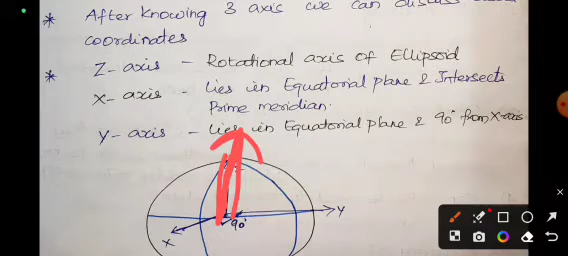 * After knowing 3 axis we can discuss
coordinates
* Z-axis - Rotational axis of Ellipsoid
X-axis - Lies in Equatorial plane & Intersects
Prime meridian.
Y-axis - Lies in Equatorial plane & 90° from X-axis
Y
90°
X